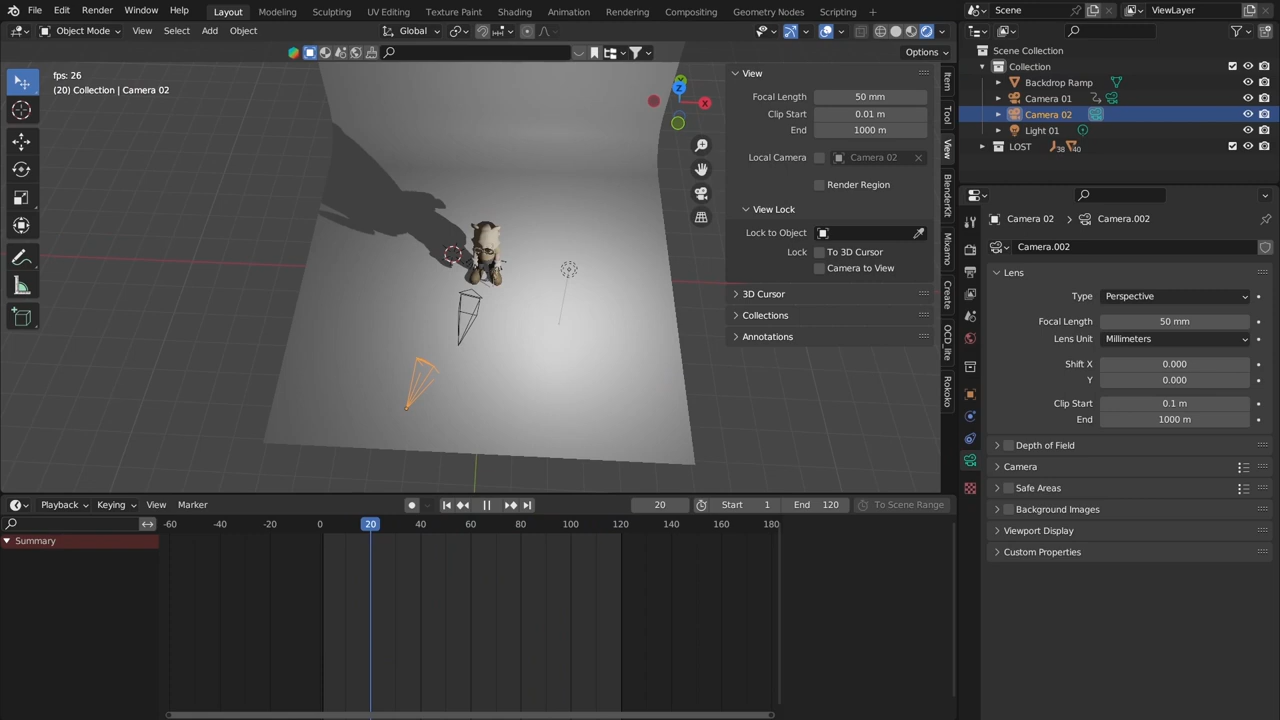 File Edit Render Window Help Layout Modeling Sculpting UV Editing Texture Paint Shading Animation Rendering Compositing Geometry Nodes Scripting + Scene ViewLayer
Object Mode View Select Add Object Global
Options
fps: 26
(20) Collection | Camera 02
X
Z
Y
View
Focal Length 50 mm
Clip Start 0.01 m
End 1000 m
Local Camera Camera 02
Render Region
View Lock
Lock to Object
Lock To 3D Cursor
Camera to View
3D Cursor
Collections
Annotations
Item
Tool
View
BlenderKit
Mixamo
Create
OCD_lite
Rokoko
Scene Collection
Collection
Backdrop Ramp
Camera 01
Camera 02
Light 01
LOST 38 40
Camera 02 > Camera.002
Camera.002
Lens
Type Perspective
Focal Length 50 mm
Lens Unit Millimeters
Shift X 0.000
Y 0.000
Clip Start 0.1 m
End 1000 m
Depth of Field
Camera
Safe Areas
Background Images
Viewport Display
Custom Properties
Playback Keying View Marker 20 Start 1 End 120 To Scene Range
-60 -40 -20 0 20 40 60 80 100 120 140 160 180
Summary